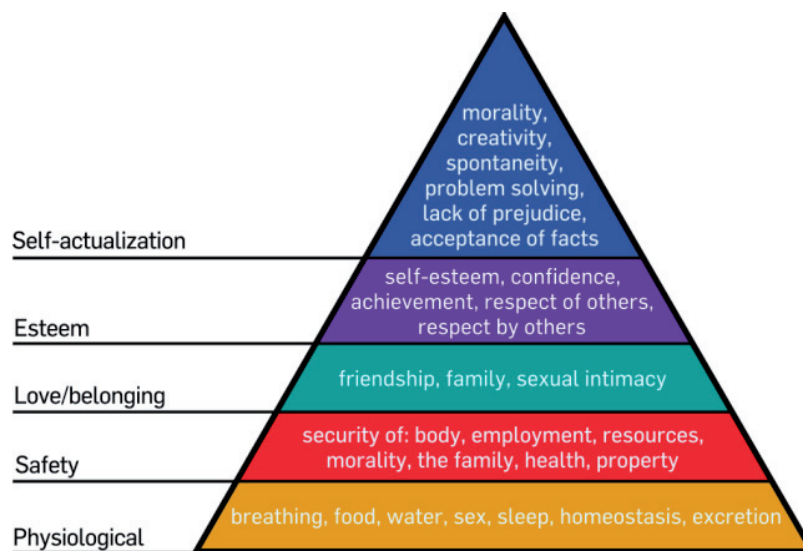 morality,
creativity,
spontaneity,
problem solving,
lack of prejudice,
acceptance of facts
Self-actualization
self-esteem, confidence,
achievement, respect of others,
respect by others
Esteem
friendship, family, sexual intimacy
Love/belonging
security of: body, employment, resources,
morality, the family, health, property
Safety
breathing, food, water, sex, sleep, homeostasis, excretion
Physiological